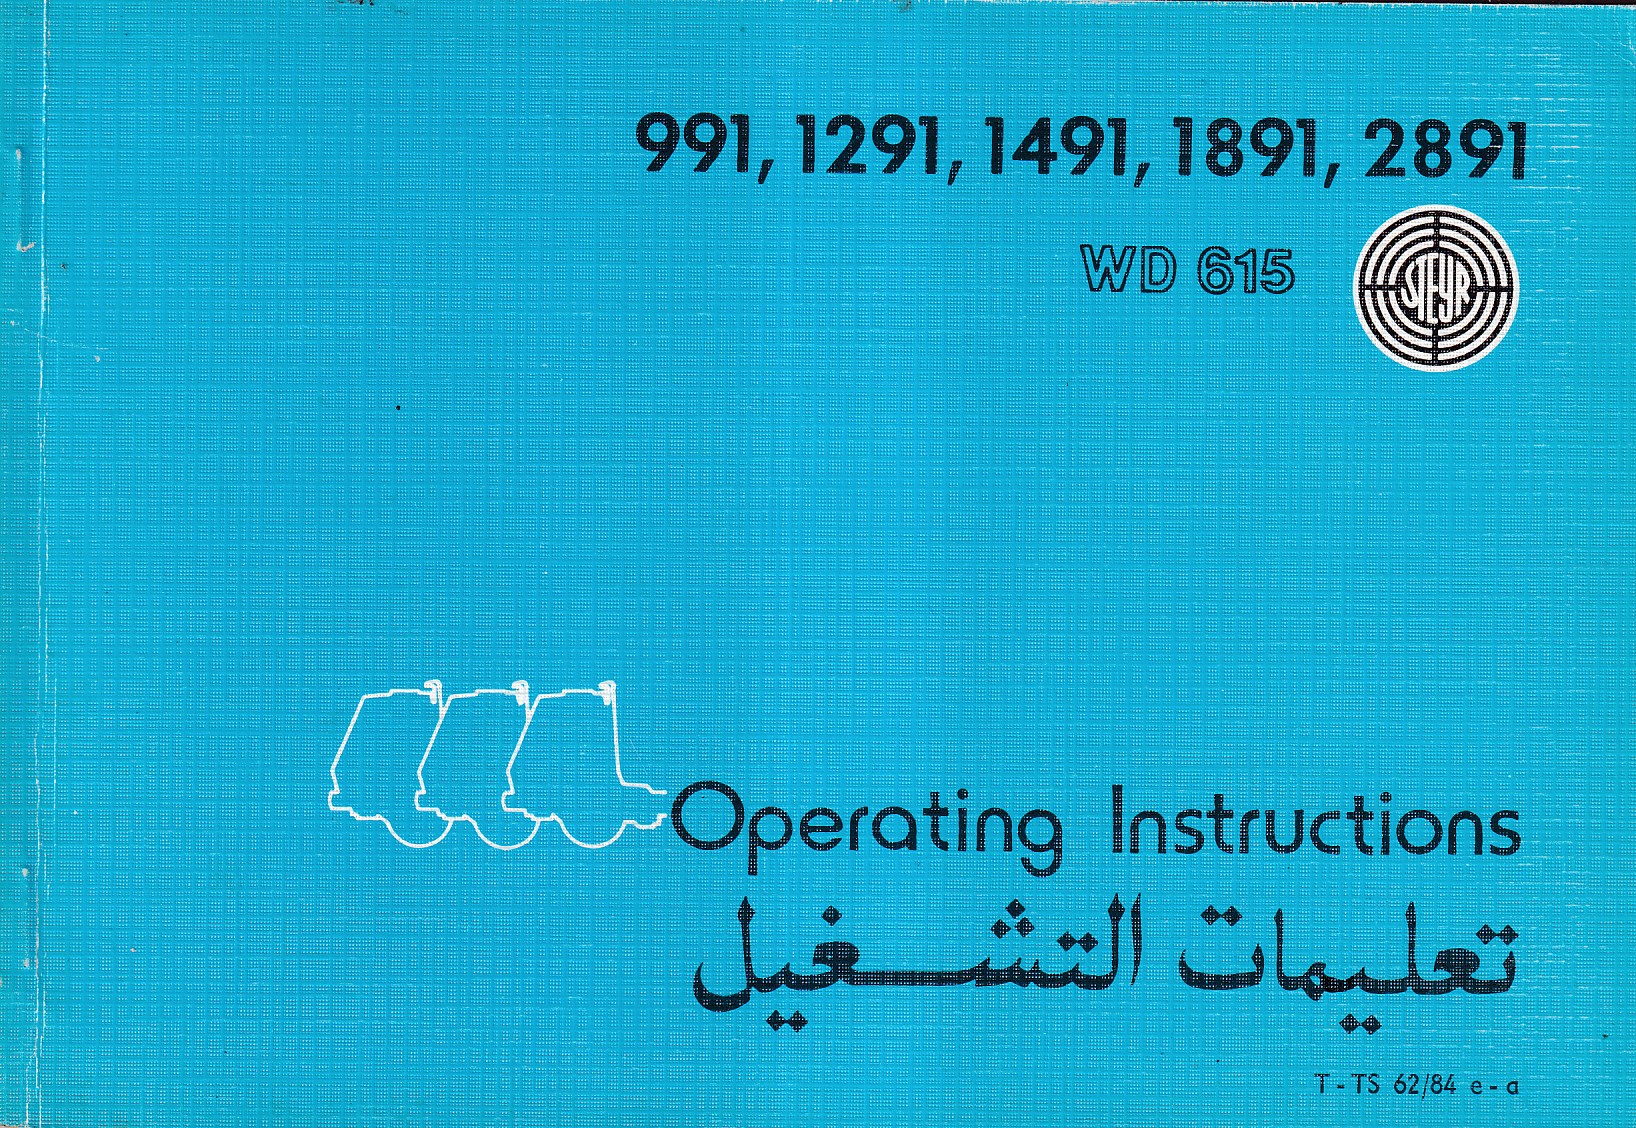 991, 1291, 1491, 1891, 2891
WD 615
STEYR
Operating Instructions
تعليمات التشغيل
T - TS 62/84 e - a